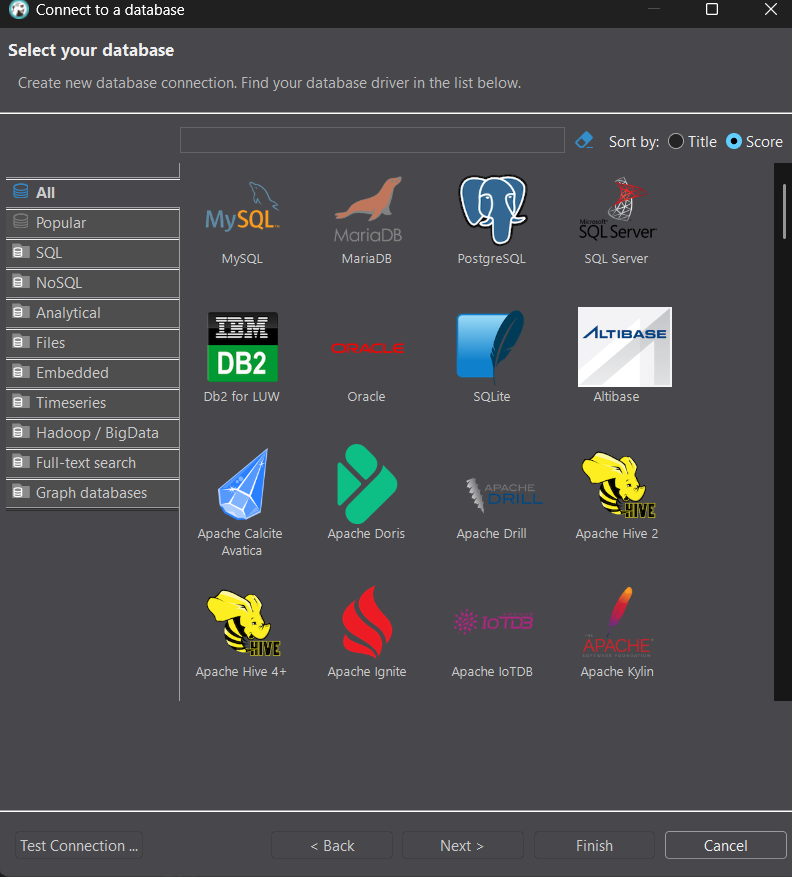 Connect to a database
Select your database
Create new database connection. Find your database driver in the list below.
Sort by: Title Score
All
Popular
SQL
NoSQL
Analytical
Files
Embedded
Timeseries
Hadoop / BigData
Full-text search
Graph databases
MySQL
MariaDB
Microsoft
SQL Server
MySQL MariaDB PostgreSQL SQL Server
IBM
DB2
ORACLE
ALTIBASE
Db2 for LUW Oracle SQLite Altibase
APACHE
DRILL
HIVE
Apache Calcite
Avatica
Apache Doris Apache Drill Apache Hive 2
HIVE
IoTDB
THE
APACHE
SOFTWARE FOUNDATION
Apache Hive 4+ Apache Ignite Apache IoTDB Apache Kylin
Test Connection ... < Back Next > Finish Cancel